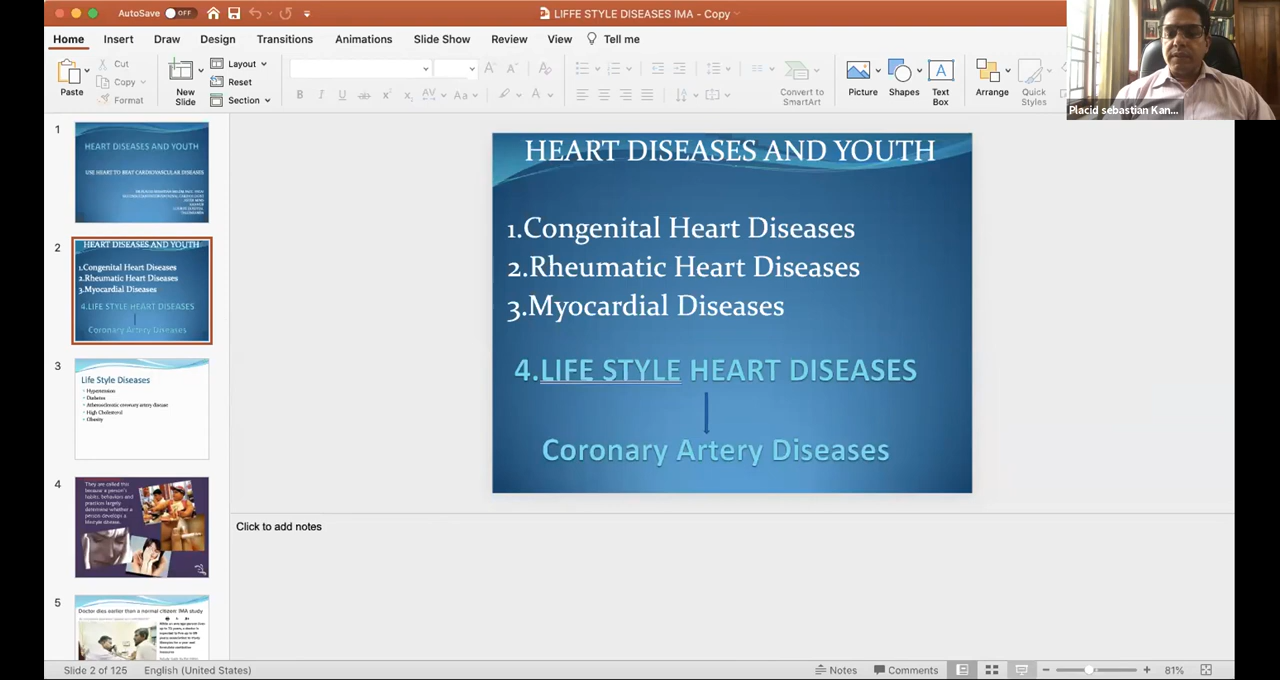 AutoSave OFF
LIFFE STYLE DISEASES IMA - Copy
Home Insert Draw Design Transitions Animations Slide Show Review View Tell me
Paste
Cut
Copy
Format
New
Slide
Layout
Reset
Section
Convert to
SmartArt
Picture
Shapes
Text
Box
Arrange
Quick
Styles
Placid sebastian Kan...
1
HEART DISEASES AND YOUTH
USE HEART TO BEAT CARDIOVASCULAR DISEASES
2
HEART DISEASES AND YOUTH
1.Congenital Heart Diseases
2.Rheumatic Heart Diseases
3.Myocardial Diseases
4.LIFE STYLE HEART DISEASES
Coronary Artery Diseases
3
Life Style Diseases
Hypertension
Diabetes
Atherosclerotic coronary artery disease
High Cholestrol
Obesity
4
They are called this
because a person's
habits, behaviors and
practices largely
determine whether a
person develops a
lifestyle disease.
5
Doctor dies earlier than a normal citizen: IMA study
HEART DISEASES AND YOUTH
1.Congenital Heart Diseases
2.Rheumatic Heart Diseases
3.Myocardial Diseases
4.LIFE STYLE HEART DISEASES
Coronary Artery Diseases
Click to add notes
Slide 2 of 125 English (United States) Notes Comments 81%